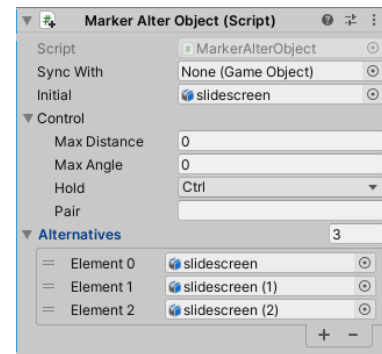 Marker Alter Object (Script)
Script MarkerAlterObject
Sync With None (Game Object)
Initial slidescreen
Control
Max Distance 0
Max Angle 0
Hold Ctrl
Pair
Alternatives 3
Element 0 slidescreen
Element 1 slidescreen (1)
Element 2 slidescreen (2)